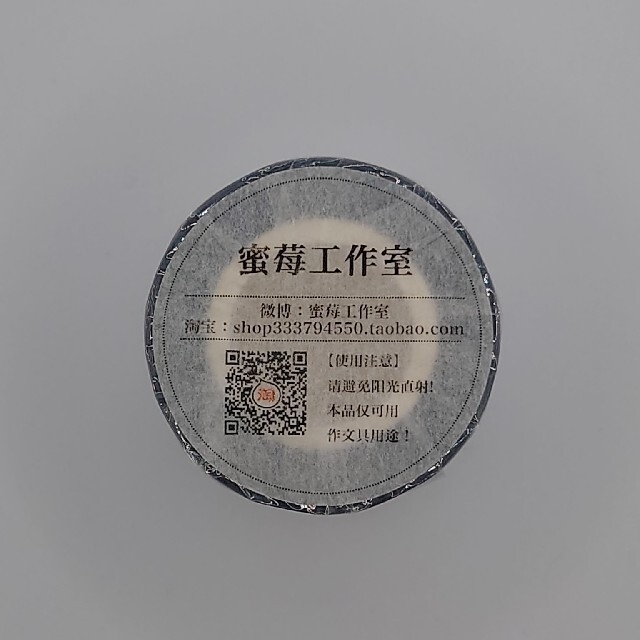 蜜莓工作室
微博：蜜莓工作室
淘宝：shop333794550.taobao.com
淘
【使用注意】
请避免阳光直射!
本品仅可用
作文具用途！